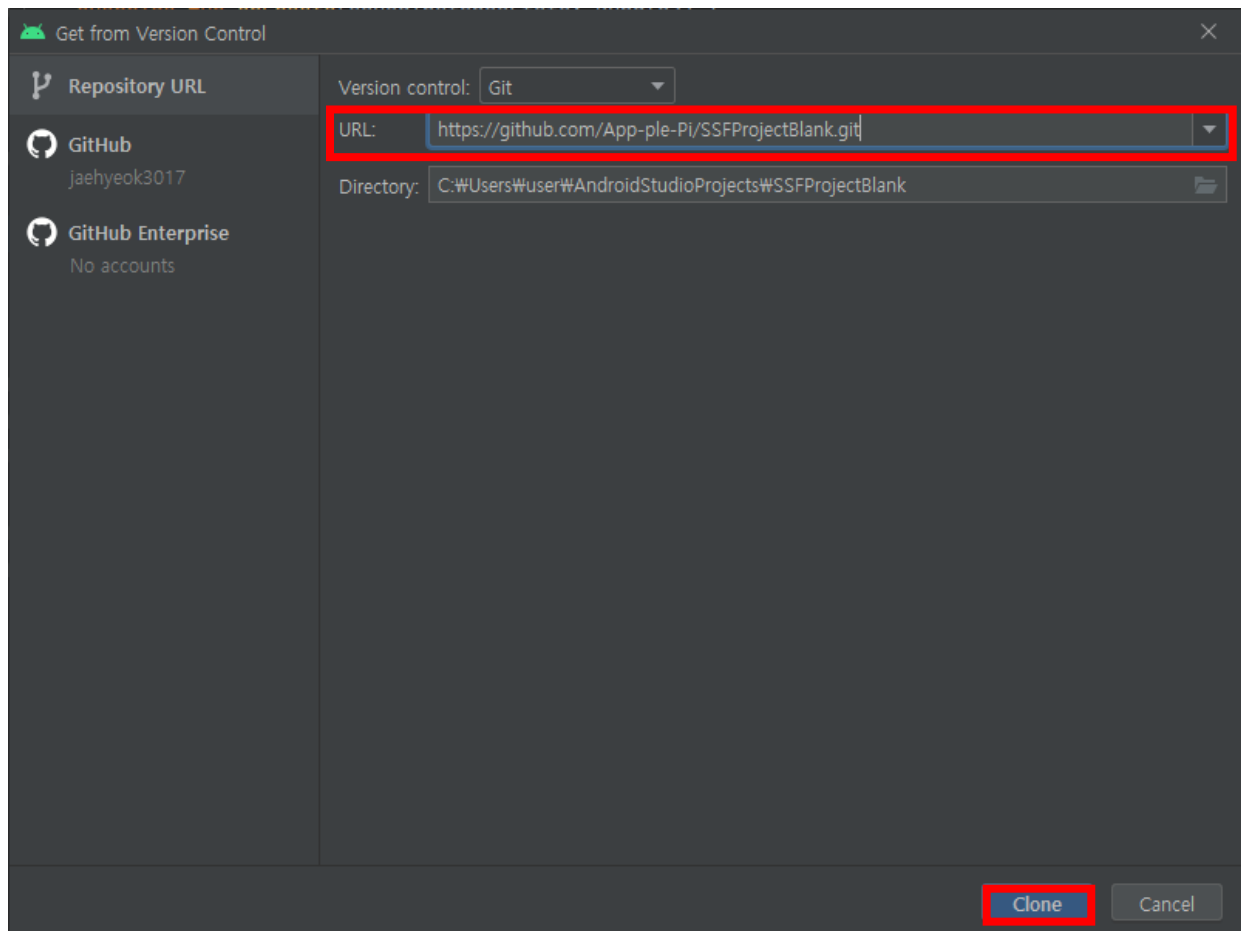 Get from Version Control
Repository URL
GitHub
jaehyeok3017
GitHub Enterprise
No accounts
Version control: Git
URL: https://github.com/App-ple-Pi/SSFProjectBlank.git
Directory: C:₩Users₩user₩AndroidStudioProjects₩SSFProjectBlank
Clone Cancel